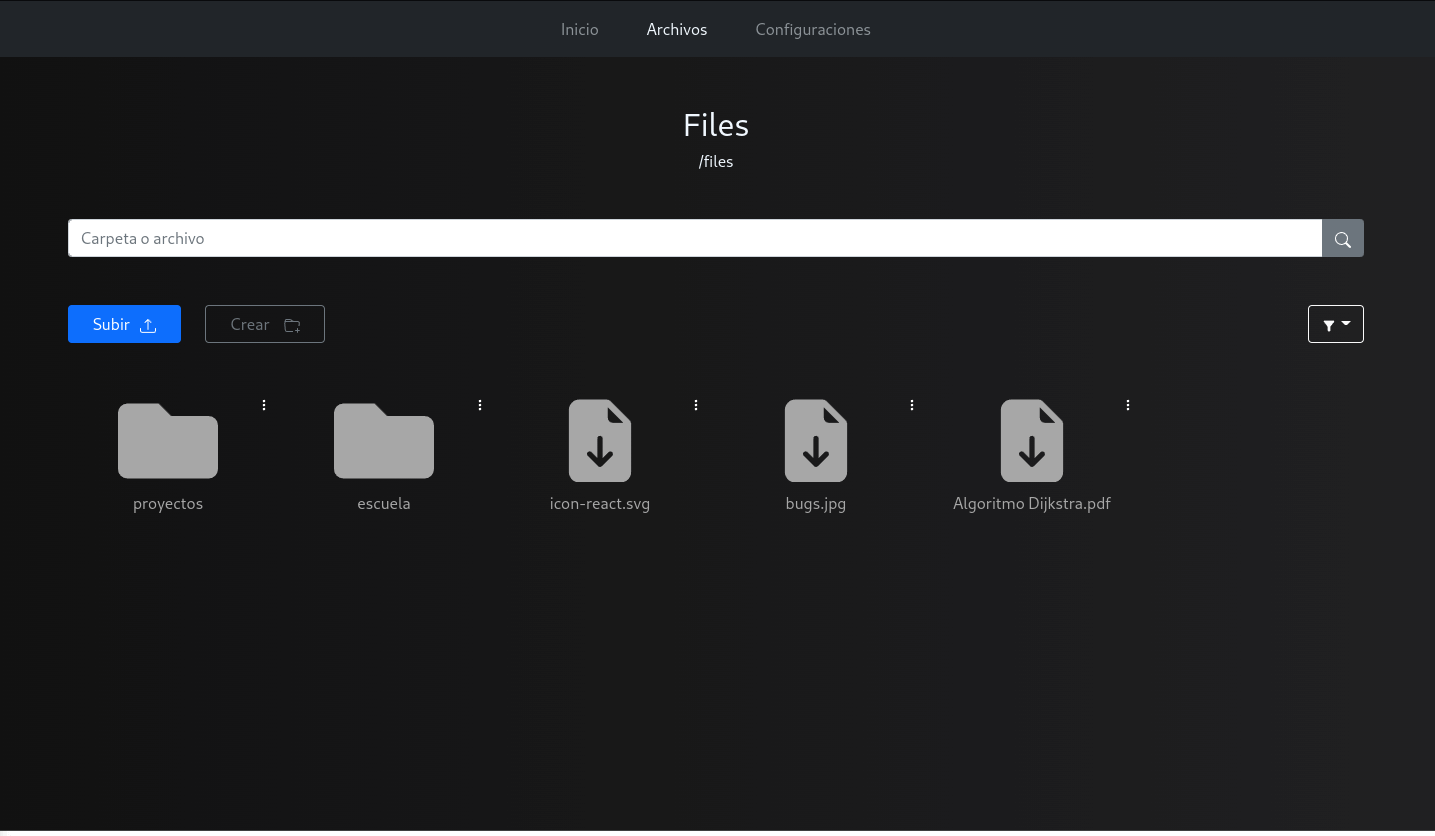 Inicio Archivos Configuraciones
Files
/files
Carpeta o archivo
Subir Crear
proyectos escuela icon-react.svg bugs.jpg Algoritmo Dijkstra.pdf